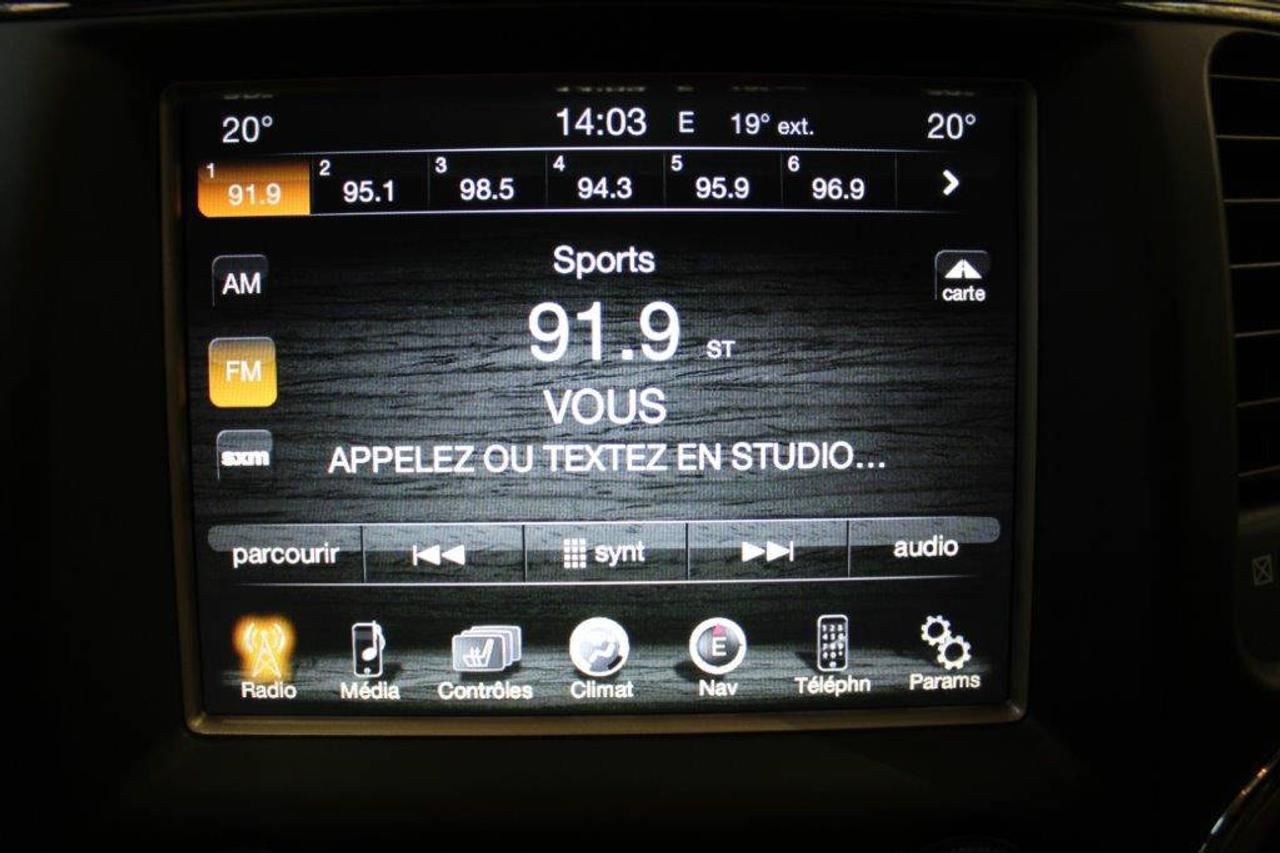 20° 14:03 E 19° ext. 20°
1 91.9 2 95.1 3 98.5 4 94.3 5 95.9 6 96.9
Sports
AM
carte
91.9 ST
FM
VOUS
sxm APPELEZ OU TEXTEZ EN STUDIO...
parcourir synt audio
E
Radio Média Contrôles Climat Nav Téléphn Params